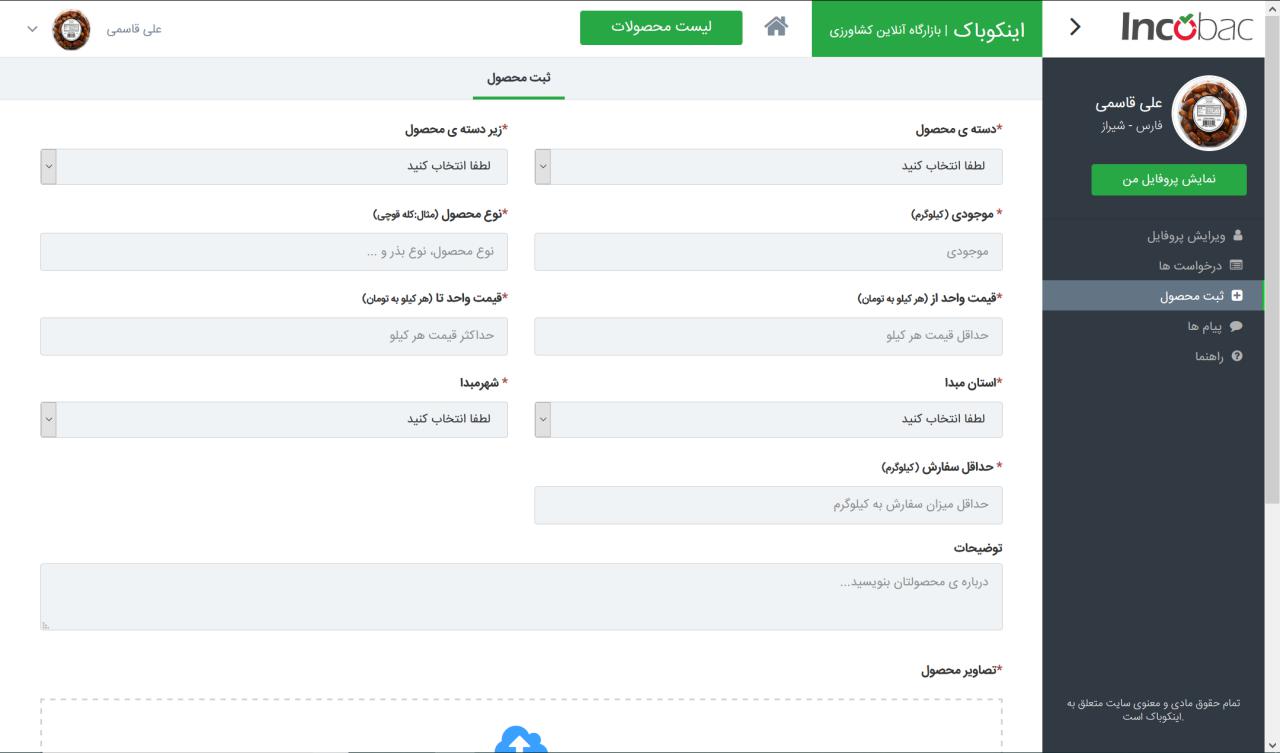 Incobac
اینکوباک | بازارگاه آنلاین کشاورزی
لیست محصولات
علی قاسمی
علی قاسمی
فارس - شیراز
نمایش پروفایل من
ویرایش پروفایل
درخواست ها
ثبت محصول
پیام ها
راهنما
تمام حقوق مادی و معنوی سایت متعلق به
اینکوباک است.
ثبت محصول
*دسته ی محصول
*زیر دسته ی محصول
لطفا انتخاب کنید
لطفا انتخاب کنید
* موجودی (کیلوگرم)
*نوع محصول (مثال:کله قوچی)
موجودی
نوع محصول، نوع بذر و ...
*قیمت واحد از (هر کیلو به تومان)
*قیمت واحد تا (هر کیلو به تومان)
حداقل قیمت هر کیلو
حداکثر قیمت هر کیلو
*استان مبدا
* شهرمبدا
لطفا انتخاب کنید
لطفا انتخاب کنید
* حداقل سفارش (کیلوگرم)
حداقل میزان سفارش به کیلوگرم
توضیحات
درباره ی محصولتان بنویسید...
*تصاویر محصول